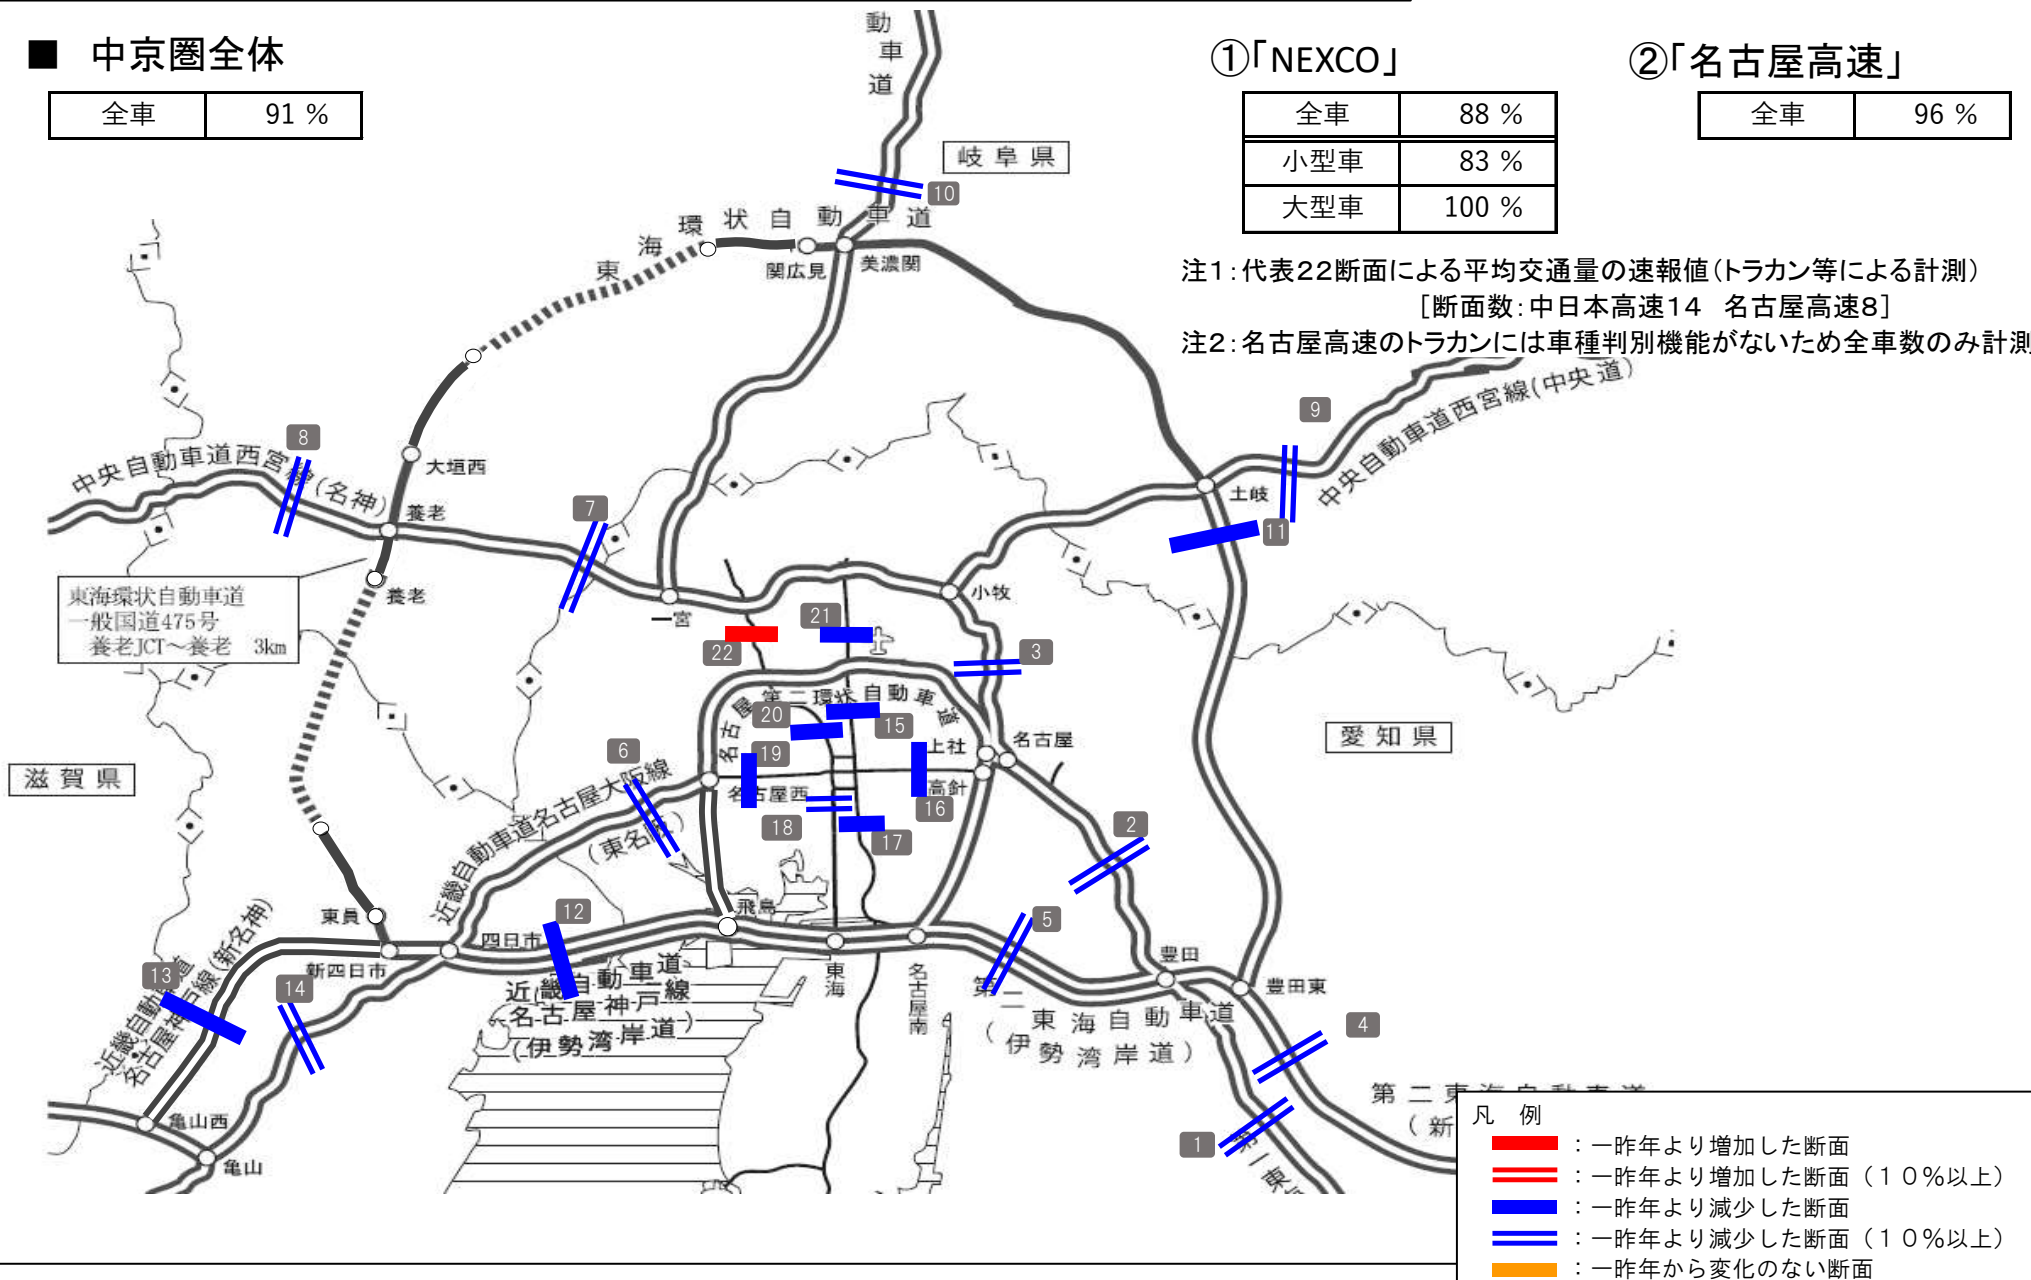 ■ 中京圏全体
全車 91 %
①「NEXCO」
全車 88 %
小型車 83 %
大型車 100 %
②「名古屋高速」
全車 96 %
注1：代表22断面による平均交通量の速報値（トラカン等による計測）
［断面数：中日本高速14　名古屋高速8］
注2：名古屋高速のトラカンには車種判別機能がないため全車数のみ計測
動車道
岐阜県
10
東海環状自動車道
関広見
美濃関
9
中央自動車道西宮線(中央道)
8
中央自動車道西宮線(名神)
大垣西
養老
7
土岐
11
養老
東海環状自動車道
一般国道475号
養老JCT～養老　3km
一宮
小牧
21
22
3
名古屋第二環状自動車道
20
15
19
上社
名古屋
愛知県
滋賀県
6
名古屋西
高針
16
近畿自動車道名古屋大阪線
(東名阪)
18
17
2
東員
飛島
12
5
四日市
新四日市
東海
名古屋南
豊田
豊田東
13
14
近畿自動車道
名古屋神戸線(新名神)
近畿自動車道
名古屋神戸線
(伊勢湾岸道)
第二東海自動車道
(伊勢湾岸道)
4
亀山西
亀山
1
第一東
第二東海自動車道
(新
凡　例
：一昨年より増加した断面
：一昨年より増加した断面（１０％以上）
：一昨年より減少した断面
：一昨年より減少した断面（１０％以上）
：一昨年から変化のない断面